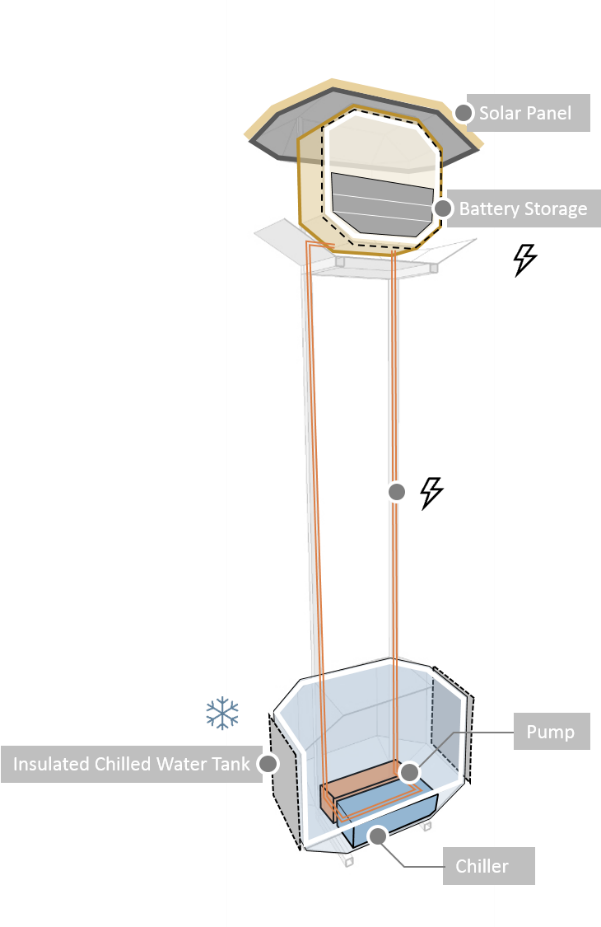 Solar Panel
Battery Storage
Pump
Insulated Chilled Water Tank
Chiller